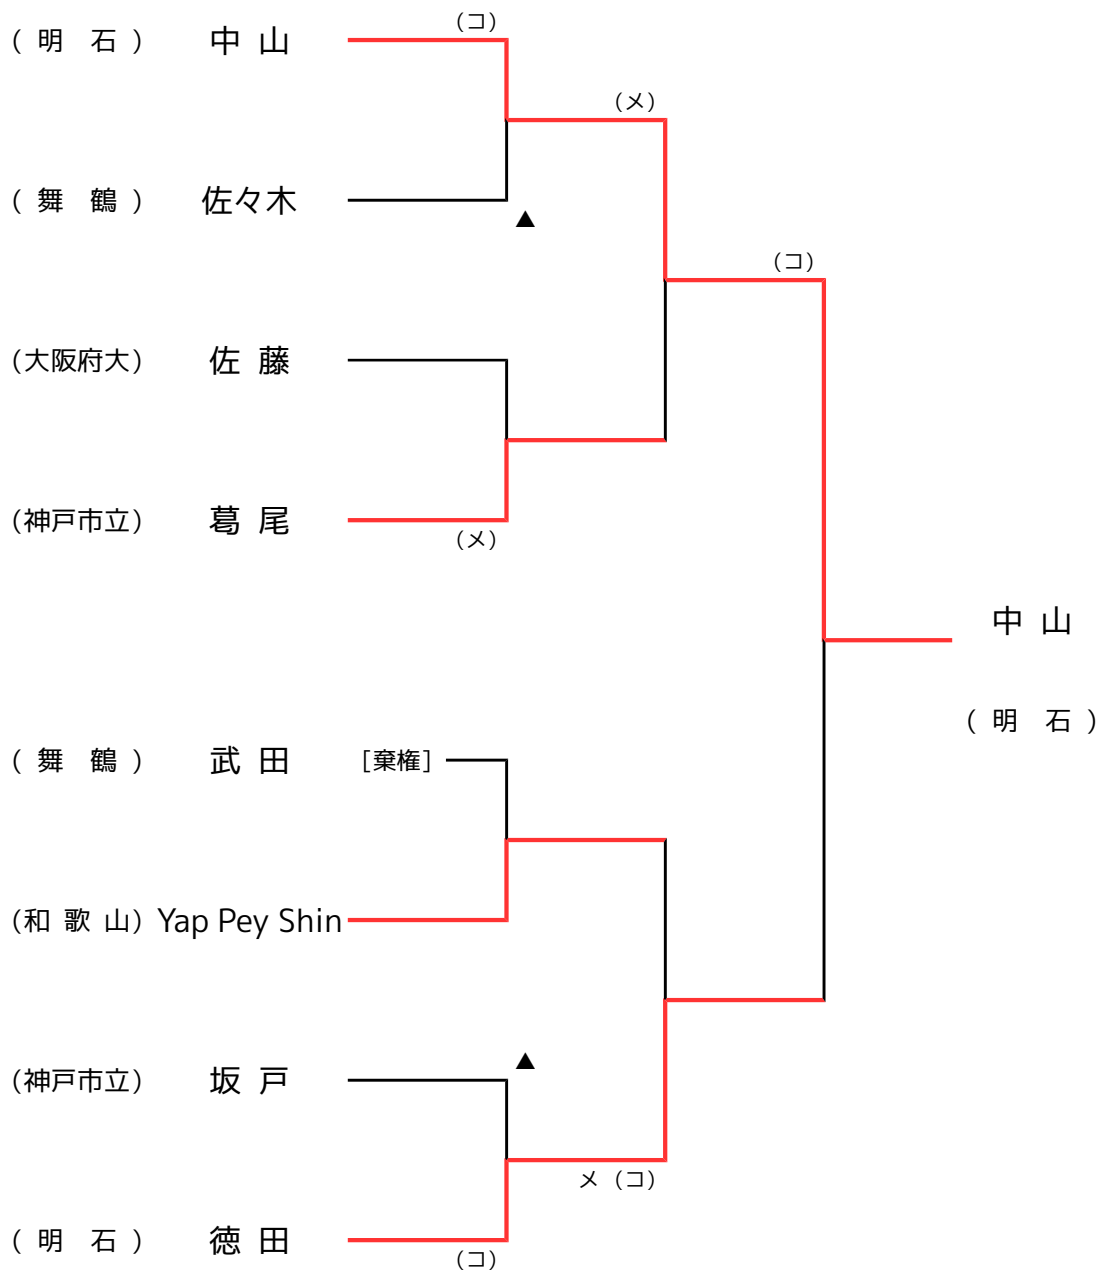 (コ)
( 明 石 ) 中 山
(メ)
( 舞 鶴 ) 佐々木
▲
(コ)
(大阪府大) 佐 藤
(神戸市立) 葛 尾
(メ)
中 山
( 明 石 )
( 舞 鶴 ) 武 田 [棄権]
(和 歌 山) Yap Pey Shin
▲
(神戸市立) 坂 戸
メ (コ)
( 明 石 ) 徳 田
(コ)